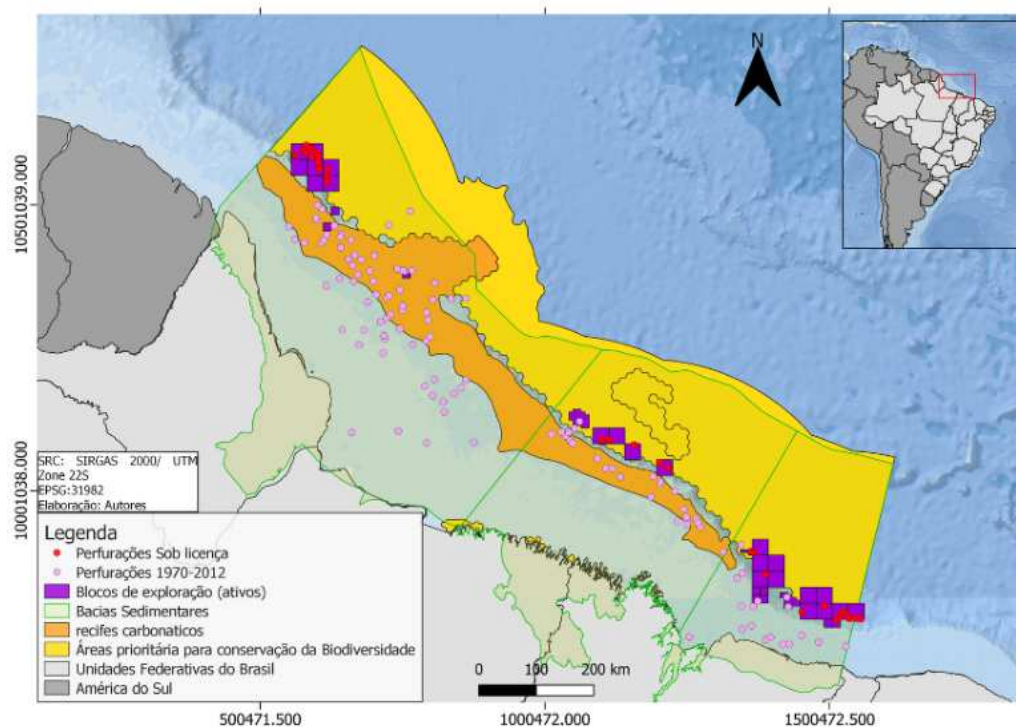 N
10501039.000
10001038.000
SRC: SIRGAS 2000/ UTM
Zone 22S
EPSG:31982
Elaboração: Autores
Legenda
Perfurações Sob licença
Perfurações 1970-2012
Blocos de exploração (ativos)
Bacias Sedimentares
recifes carbonaticos
Áreas prioritária para conservação da Biodiversidade
Unidades Federativas do Brasil
América do Sul
0 100 200 km
500471.500 1000472.000 1500472.500